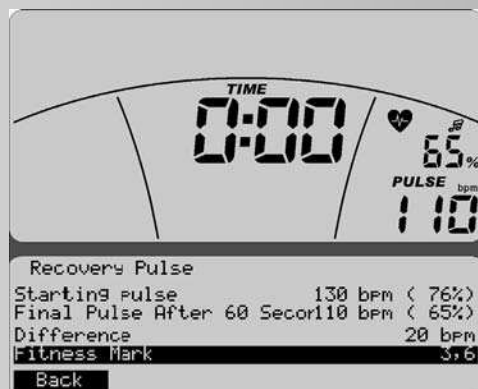 TIME
0:00
65%
PULSE bpm
110
Recovery Pulse
Starting pulse 130 bpm ( 76%)
Final Pulse After 60 Secor110 bpm ( 65%)
Difference 20 bpm
Fitness Mark 3,6
Back